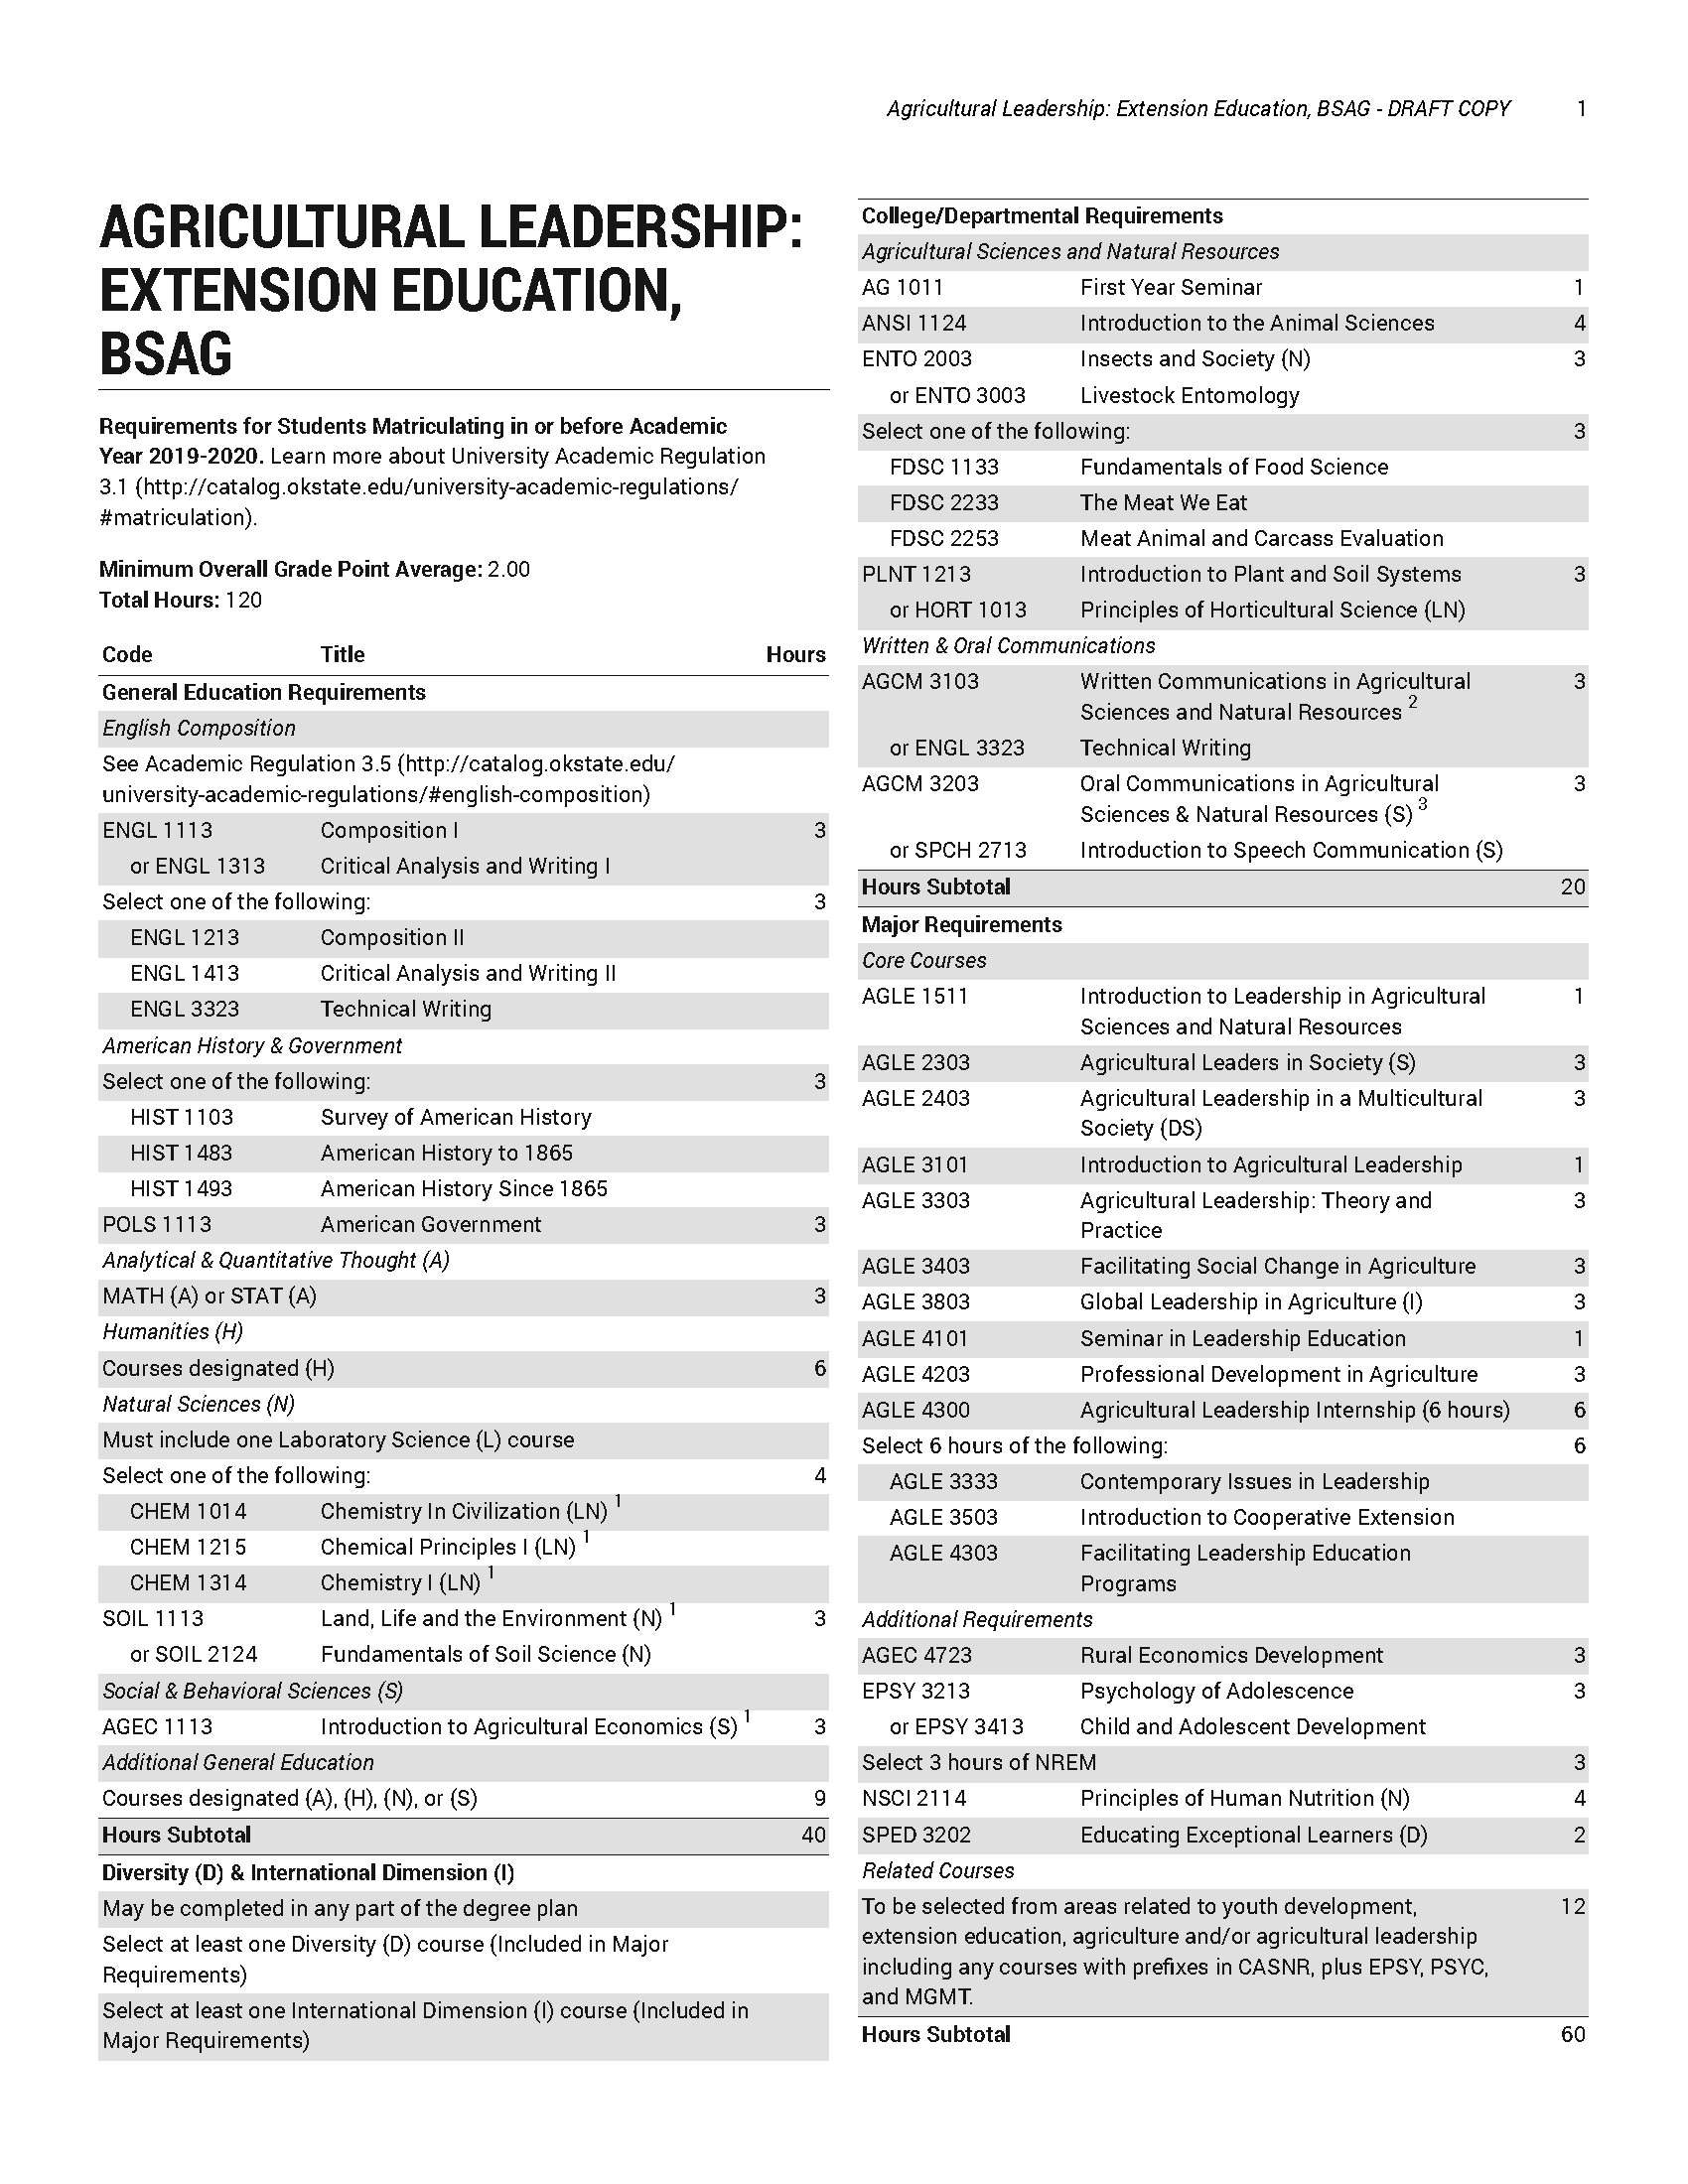 Agricultural Leadership: Extension Education, BSAG - DRAFT COPY 1
AGRICULTURAL LEADERSHIP:
EXTENSION EDUCATION,
BSAG
Requirements for Students Matriculating in or before Academic
Year 2019-2020. Learn more about University Academic Regulation
3.1 (http://catalog.okstate.edu/university-academic-regulations/
#matriculation).
Minimum Overall Grade Point Average: 2.00
Total Hours: 120
Code Title Hours
General Education Requirements
English Composition
See Academic Regulation 3.5 (http://catalog.okstate.edu/
university-academic-regulations/#english-composition)
ENGL 1113 Composition I 3
or ENGL 1313 Critical Analysis and Writing I
Select one of the following: 3
ENGL 1213 Composition II
ENGL 1413 Critical Analysis and Writing II
ENGL 3323 Technical Writing
American History & Government
Select one of the following: 3
HIST 1103 Survey of American History
HIST 1483 American History to 1865
HIST 1493 American History Since 1865
POLS 1113 American Government 3
Analytical & Quantitative Thought (A)
MATH (A) or STAT (A) 3
Humanities (H)
Courses designated (H) 6
Natural Sciences (N)
Must include one Laboratory Science (L) course
Select one of the following: 4
CHEM 1014 Chemistry In Civilization (LN) 1
CHEM 1215 Chemical Principles I (LN) 1
CHEM 1314 Chemistry I (LN) 1
SOIL 1113 Land, Life and the Environment (N) 1 3
or SOIL 2124 Fundamentals of Soil Science (N)
Social & Behavioral Sciences (S)
AGEC 1113 Introduction to Agricultural Economics (S) 1 3
Additional General Education
Courses designated (A), (H), (N), or (S) 9
Hours Subtotal 40
Diversity (D) & International Dimension (I)
May be completed in any part of the degree plan
Select at least one Diversity (D) course (Included in Major
Requirements)
Select at least one International Dimension (I) course (Included in
Major Requirements)
College/Departmental Requirements
Agricultural Sciences and Natural Resources
AG 1011 First Year Seminar 1
ANSI 1124 Introduction to the Animal Sciences 4
ENTO 2003 Insects and Society (N) 3
or ENTO 3003 Livestock Entomology
Select one of the following: 3
FDSC 1133 Fundamentals of Food Science
FDSC 2233 The Meat We Eat
FDSC 2253 Meat Animal and Carcass Evaluation
PLNT 1213 Introduction to Plant and Soil Systems 3
or HORT 1013 Principles of Horticultural Science (LN)
Written & Oral Communications
AGCM 3103 Written Communications in Agricultural 3
Sciences and Natural Resources 2
or ENGL 3323 Technical Writing
AGCM 3203 Oral Communications in Agricultural 3
Sciences & Natural Resources (S) 3
or SPCH 2713 Introduction to Speech Communication (S)
Hours Subtotal 20
Major Requirements
Core Courses
AGLE 1511 Introduction to Leadership in Agricultural 1
Sciences and Natural Resources
AGLE 2303 Agricultural Leaders in Society (S) 3
AGLE 2403 Agricultural Leadership in a Multicultural 3
Society (DS)
AGLE 3101 Introduction to Agricultural Leadership 1
AGLE 3303 Agricultural Leadership: Theory and 3
Practice
AGLE 3403 Facilitating Social Change in Agriculture 3
AGLE 3803 Global Leadership in Agriculture (I) 3
AGLE 4101 Seminar in Leadership Education 1
AGLE 4203 Professional Development in Agriculture 3
AGLE 4300 Agricultural Leadership Internship (6 hours) 6
Select 6 hours of the following: 6
AGLE 3333 Contemporary Issues in Leadership
AGLE 3503 Introduction to Cooperative Extension
AGLE 4303 Facilitating Leadership Education
Programs
Additional Requirements
AGEC 4723 Rural Economics Development 3
EPSY 3213 Psychology of Adolescence 3
or EPSY 3413 Child and Adolescent Development
Select 3 hours of NREM 3
NSCI 2114 Principles of Human Nutrition (N) 4
SPED 3202 Educating Exceptional Learners (D) 2
Related Courses
To be selected from areas related to youth development, 12
extension education, agriculture and/or agricultural leadership
including any courses with prefixes in CASNR, plus EPSY, PSYC,
and MGMT.
Hours Subtotal 60